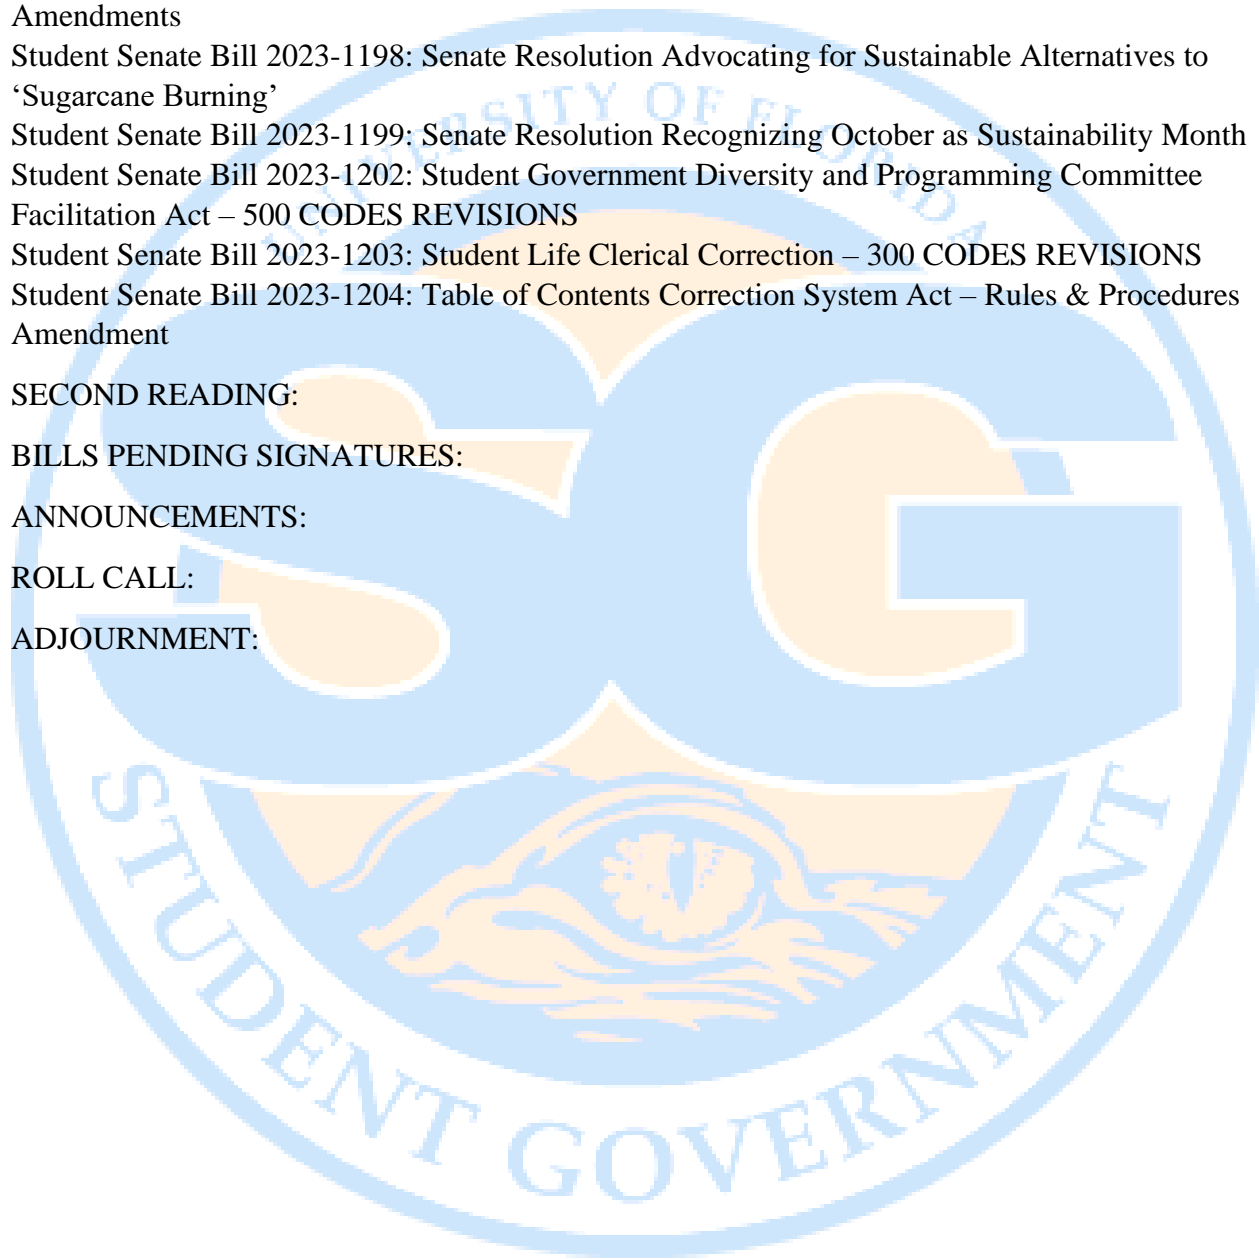 Amendments
Student Senate Bill 2023-1198: Senate Resolution Advocating for Sustainable Alternatives to
‘Sugarcane Burning’
Student Senate Bill 2023-1199: Senate Resolution Recognizing October as Sustainability Month
Student Senate Bill 2023-1202: Student Government Diversity and Programming Committee
Facilitation Act – 500 CODES REVISIONS
Student Senate Bill 2023-1203: Student Life Clerical Correction – 300 CODES REVISIONS
Student Senate Bill 2023-1204: Table of Contents Correction System Act – Rules & Procedures
Amendment
SECOND READING:
BILLS PENDING SIGNATURES:
ANNOUNCEMENTS:
ROLL CALL:
ADJOURNMENT:
UNIVERSITY OF FLORIDA
SG
STUDENT GOVERNMENT